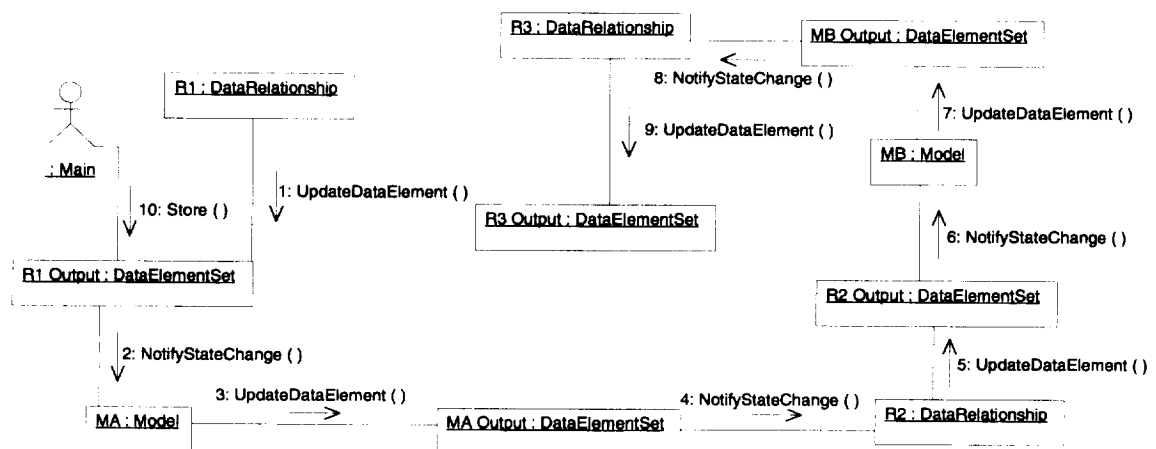 R3 : DataRelationship
MB Output : DataElementSet
8: NotifyStateChange ( )
R1 : DataRelationship
7: UpdateDataElement ( )
9: UpdateDataElement ( )
MB : Model
: Main
1: UpdateDataElement ( )
10: Store ( )
R3 Output : DataElementSet
6: NotifyStateChange ( )
R1 Output : DataElementSet
R2 Output : DataElementSet
2: NotifyStateChange ( )
5: UpdateDataElement ( )
3: UpdateDataElement ( )
4: NotifyStateChange ( )
MA : Model
MA Output : DataElementSet
R2 : DataRelationship